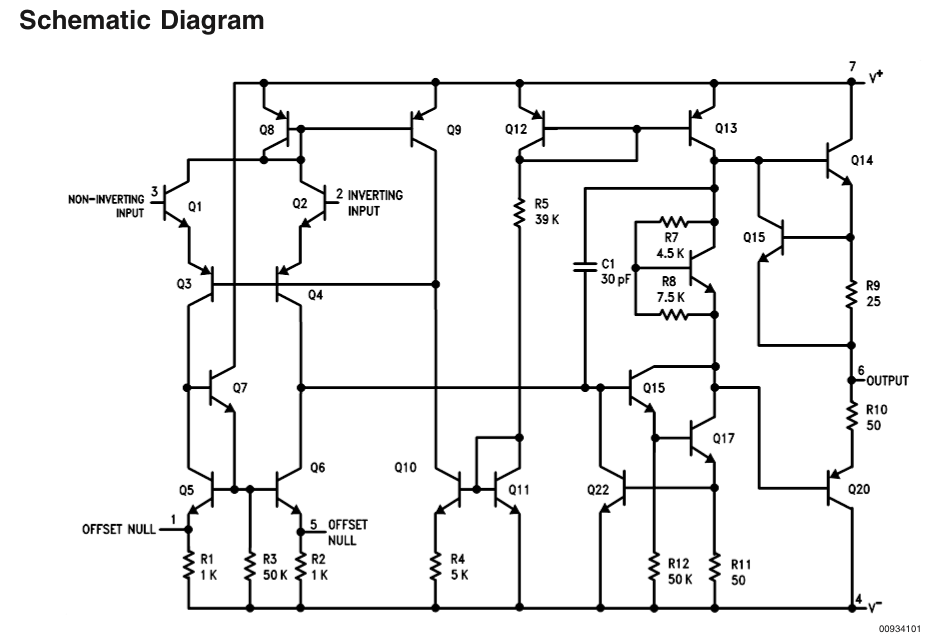 Schematic Diagram
7
V+
Q8
Q9
Q12
Q13
Q14
NON-INVERTING
INPUT
3
Q1
Q2
2 INVERTING
INPUT
R5
39 K
Q15
R7
4.5 K
C1
30 pF
R8
7.5 K
Q3
Q4
R9
25
Q7
Q15
6
OUTPUT
R10
50
Q17
Q5
Q6
Q10
Q11
Q22
Q20
OFFSET NULL
1
5 OFFSET
NULL
R1
1 K
R3
50 K
R2
1 K
R4
5 K
R12
50 K
R11
50
4
V−
00934101